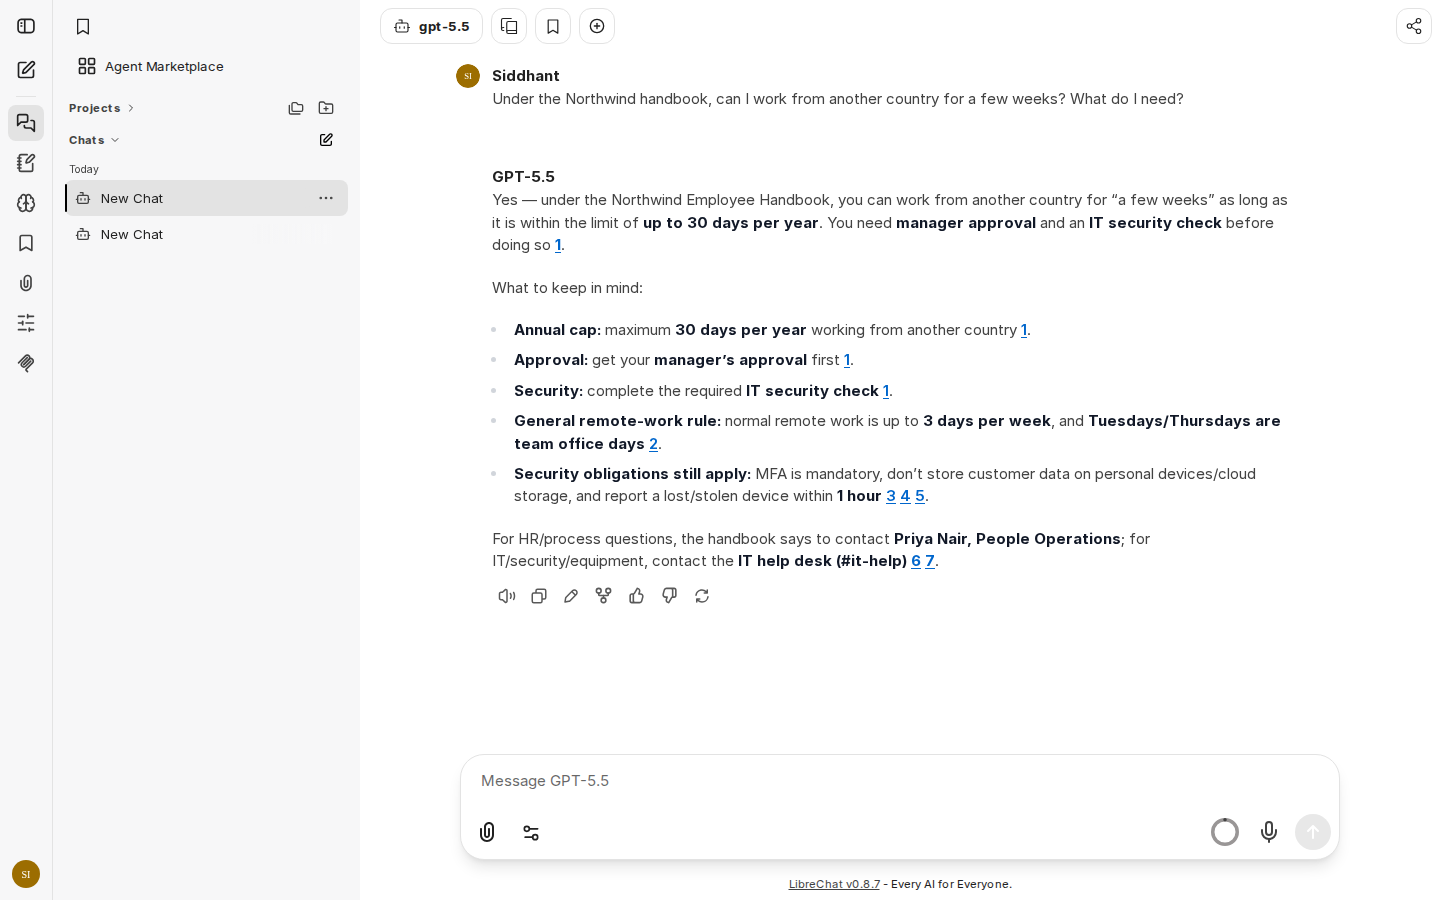 gpt-5.5
Agent Marketplace
Projects
Chats
Today
New Chat
New Chat
SI
SI
Siddhant
Under the Northwind handbook, can I work from another country for a few weeks? What do I need?
GPT-5.5
Yes — under the Northwind Employee Handbook, you can work from another country for “a few weeks” as long as
it is within the limit of up to 30 days per year. You need manager approval and an IT security check before
doing so 1.
What to keep in mind:
Annual cap: maximum 30 days per year working from another country 1.
Approval: get your manager’s approval first 1.
Security: complete the required IT security check 1.
General remote-work rule: normal remote work is up to 3 days per week, and Tuesdays/Thursdays are
team office days 2.
Security obligations still apply: MFA is mandatory, don’t store customer data on personal devices/cloud
storage, and report a lost/stolen device within 1 hour 3 4 5.
For HR/process questions, the handbook says to contact Priya Nair, People Operations; for
IT/security/equipment, contact the IT help desk (#it-help) 6 7.
Message GPT-5.5
LibreChat v0.8.7 - Every AI for Everyone.